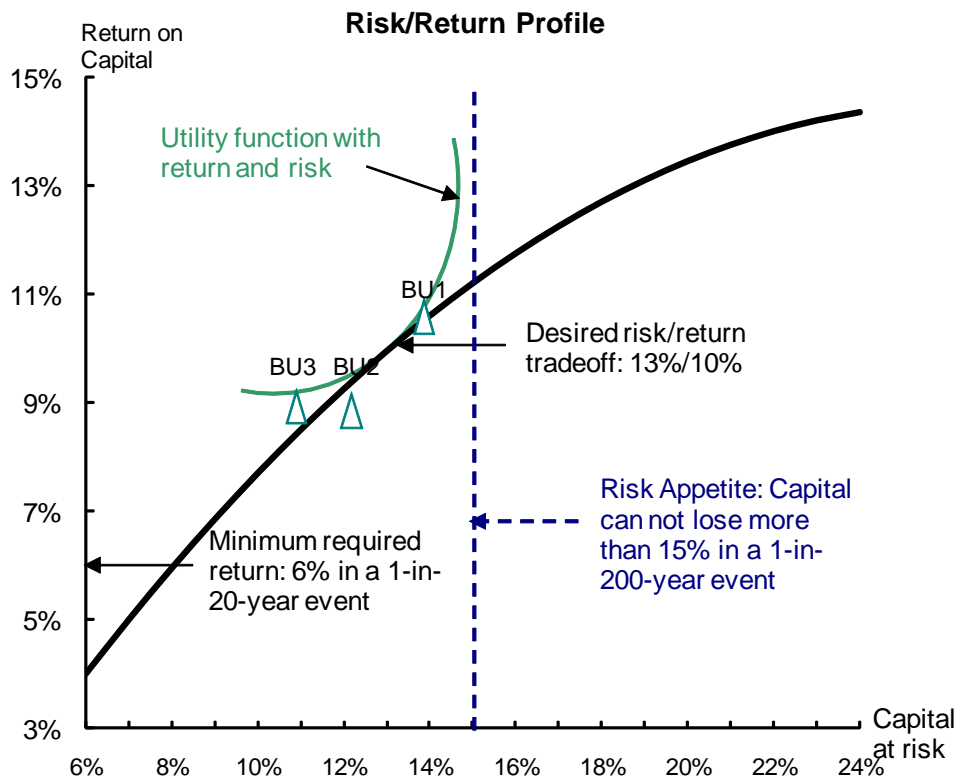 Risk/Return Profile
Return on
Capital
15%
13%
11%
9%
7%
5%
3%
Utility function with
return and risk
BU1
BU3
BU2
Desired risk/return
tradeoff: 13%/10%
Risk Appetite: Capital
can not lose more
than 15% in a 1-in-
200-year event
Minimum required
return: 6% in a 1-in-
20-year event
6%
8%
10%
12%
14%
16%
18%
20%
22%
24%
Capital
at risk